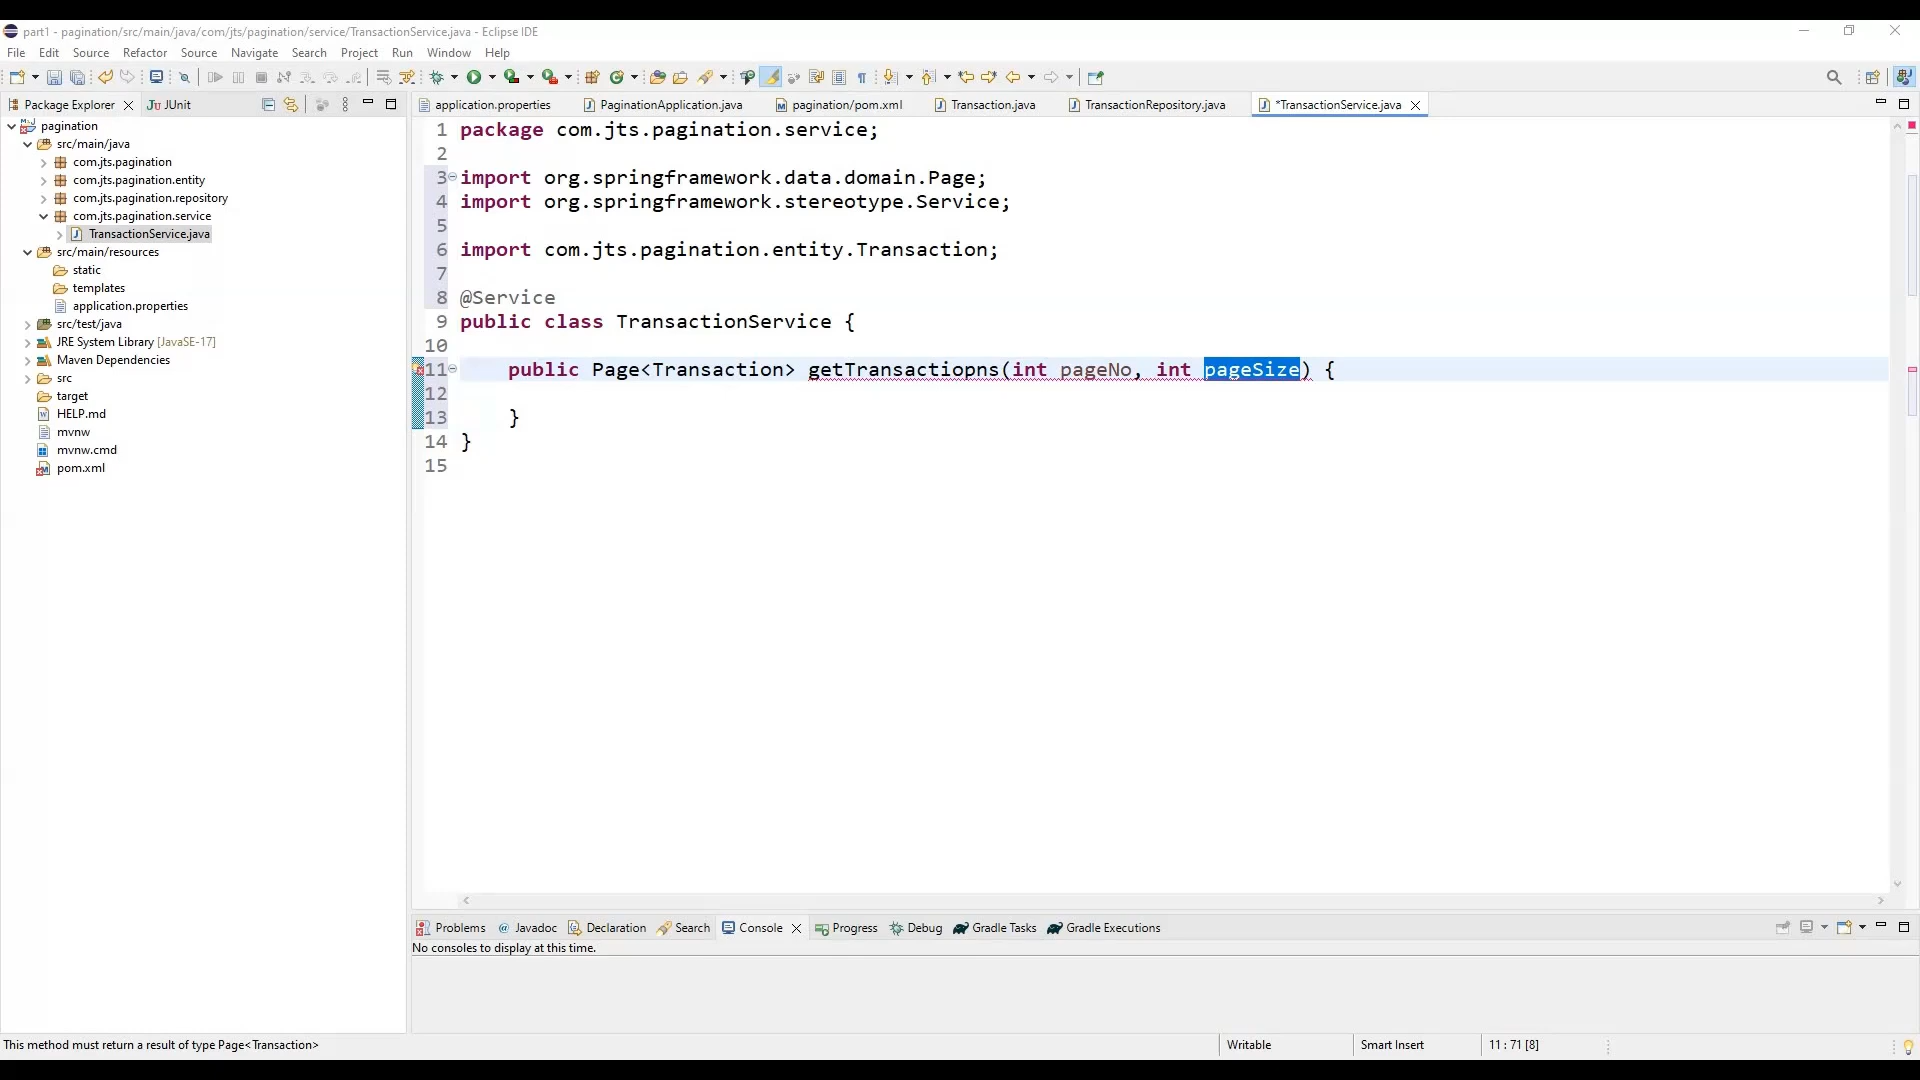 part1 - pagination/src/main/java/com/jts/pagination/service/TransactionService.java - Eclipse IDE
File Edit Source Refactor Source Navigate Search Project Run Window Help
Package Explorer JUnit
pagination
src/main/java
com.jts.pagination
com.jts.pagination.entity
com.jts.pagination.repository
com.jts.pagination.service
TransactionService.java
src/main/resources
static
templates
application.properties
src/test/java
JRE System Library [JavaSE-17]
Maven Dependencies
src
target
HELP.md
mvnw
mvnw.cmd
pom.xml
application.properties PaginationApplication.java pagination/pom.xml Transaction.java TransactionRepository.java *TransactionService.java
1 package com.jts.pagination.service;
2
3 import org.springframework.data.domain.Page;
4 import org.springframework.stereotype.Service;
5
6 import com.jts.pagination.entity.Transaction;
7
8 @Service
9 public class TransactionService {
10
11 public Page<Transaction> getTransactiopns(int pageNo, int pageSize) {
12
13 }
14 }
15
Problems Javadoc Declaration Search Console Progress Debug Gradle Tasks Gradle Executions
No consoles to display at this time.
This method must return a result of type Page<Transaction> Writable Smart Insert 11 : 71 [8]